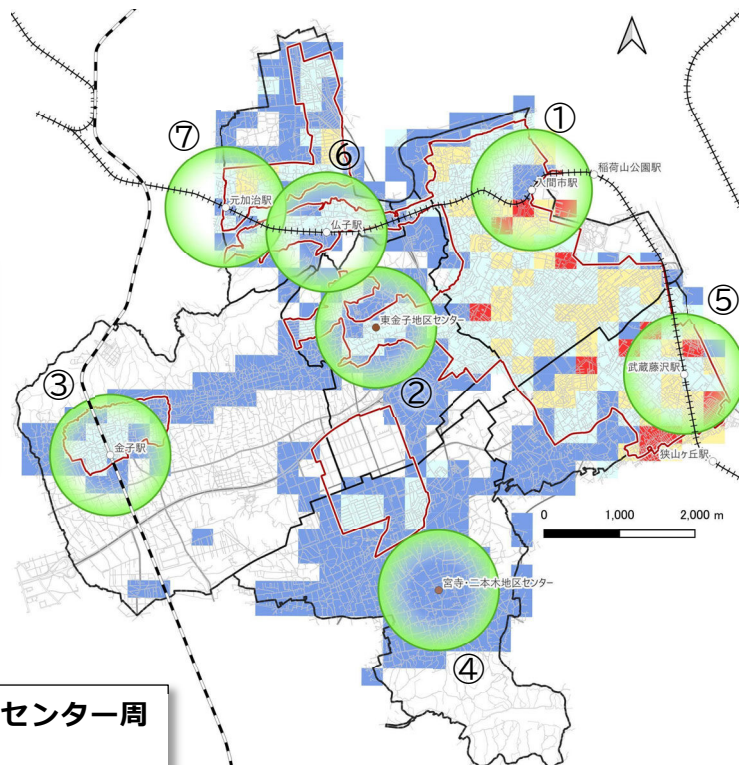 ①
稲荷山公園駅
入間市駅
⑦
⑥
元加治駅
仏子駅
東金子地区センター
②
⑤
武蔵藤沢駅
③
金子駅
狭山ヶ丘駅
0 1,000 2,000 m
宮寺・二本木地区センター
④
センター周